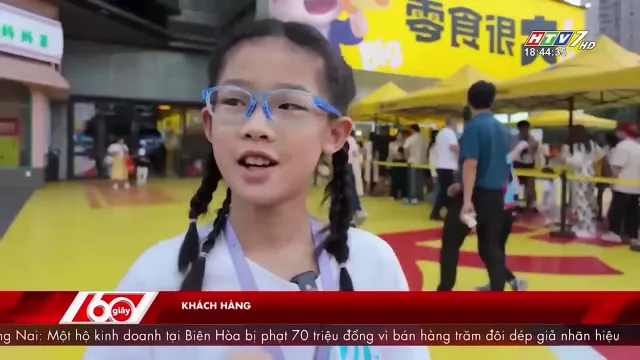 零食很大
HTV7 HD
18:44:35
60 giây
KHÁCH HÀNG
ng Nai: Một hộ kinh doanh tại Biên Hòa bị phạt 70 triệu đồng vì bán hàng trăm đôi dép giả nhãn hiệu